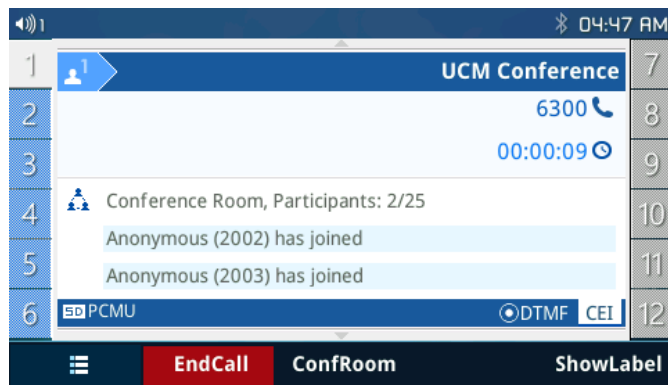 1 04:47 AM
1 1 UCM Conference 7
2 6300 8
3 00:00:09 9
4 Conference Room, Participants: 2/25 10
Anonymous (2002) has joined
5 Anonymous (2003) has joined 11
6 SD PCMU DTMF CEI 12
EndCall ConfRoom ShowLabel